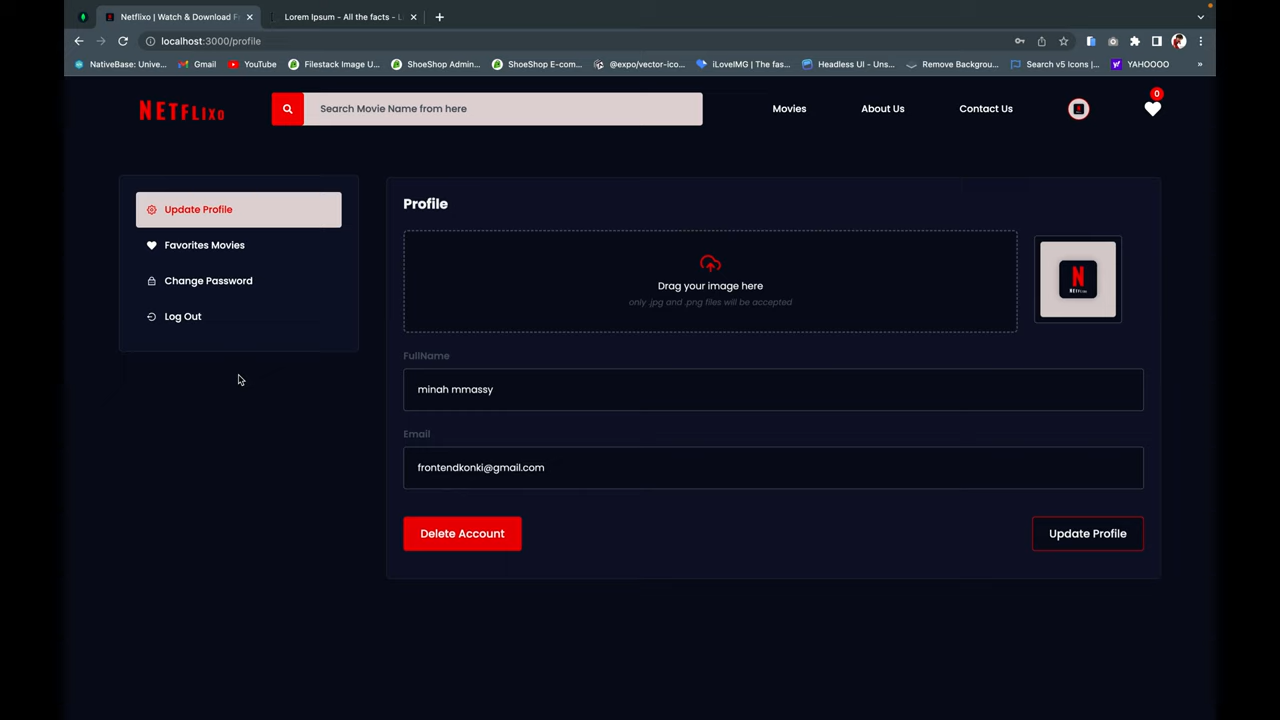 Netflixo | Watch & Download F
Lorem Ipsum - All the facts - L
localhost:3000/profile
NativeBase: Unive...
Gmail
YouTube
Filestack Image U...
ShoeShop Admin...
ShoeShop E-com...
@expo/vector-ico...
iLoveIMG | The fas...
Headless UI - Uns...
Remove Backgrou...
Search v5 Icons |...
YAHOOOO
»
NETFLIXO
Search Movie Name from here
Movies
About Us
Contact Us
0
Update Profile
Favorites Movies
Change Password
Log Out
Profile
Drag your image here
only .jpg and .png files will be accepted
N
NETFLIXO
FullName
minah mmassy
Email
frontendkonki@gmail.com
Delete Account
Update Profile